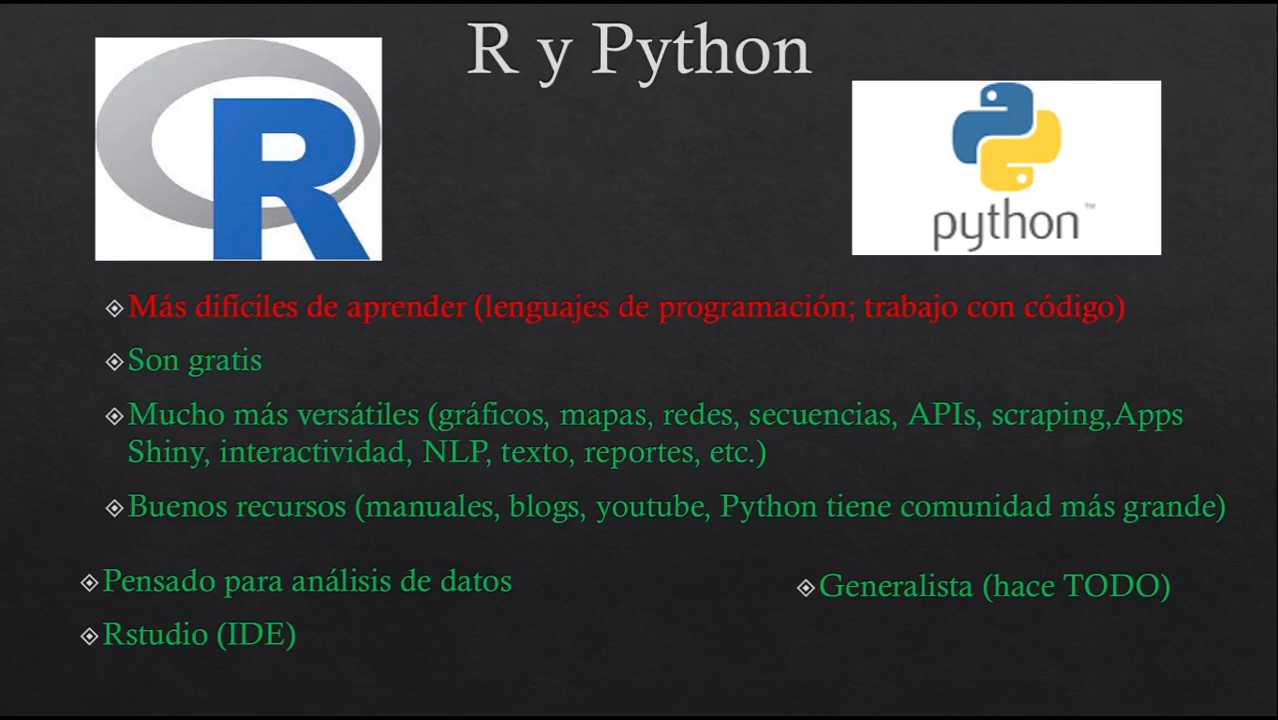 R y Python
R
python™
Más difíciles de aprender (lenguajes de programación; trabajo con código)
Son gratis
Mucho más versátiles (gráficos, mapas, redes, secuencias, APIs, scraping,Apps
Shiny, interactividad, NLP, texto, reportes, etc.)
Buenos recursos (manuales, blogs, youtube, Python tiene comunidad más grande)
Pensado para análisis de datos
Generalista (hace TODO)
Rstudio (IDE)